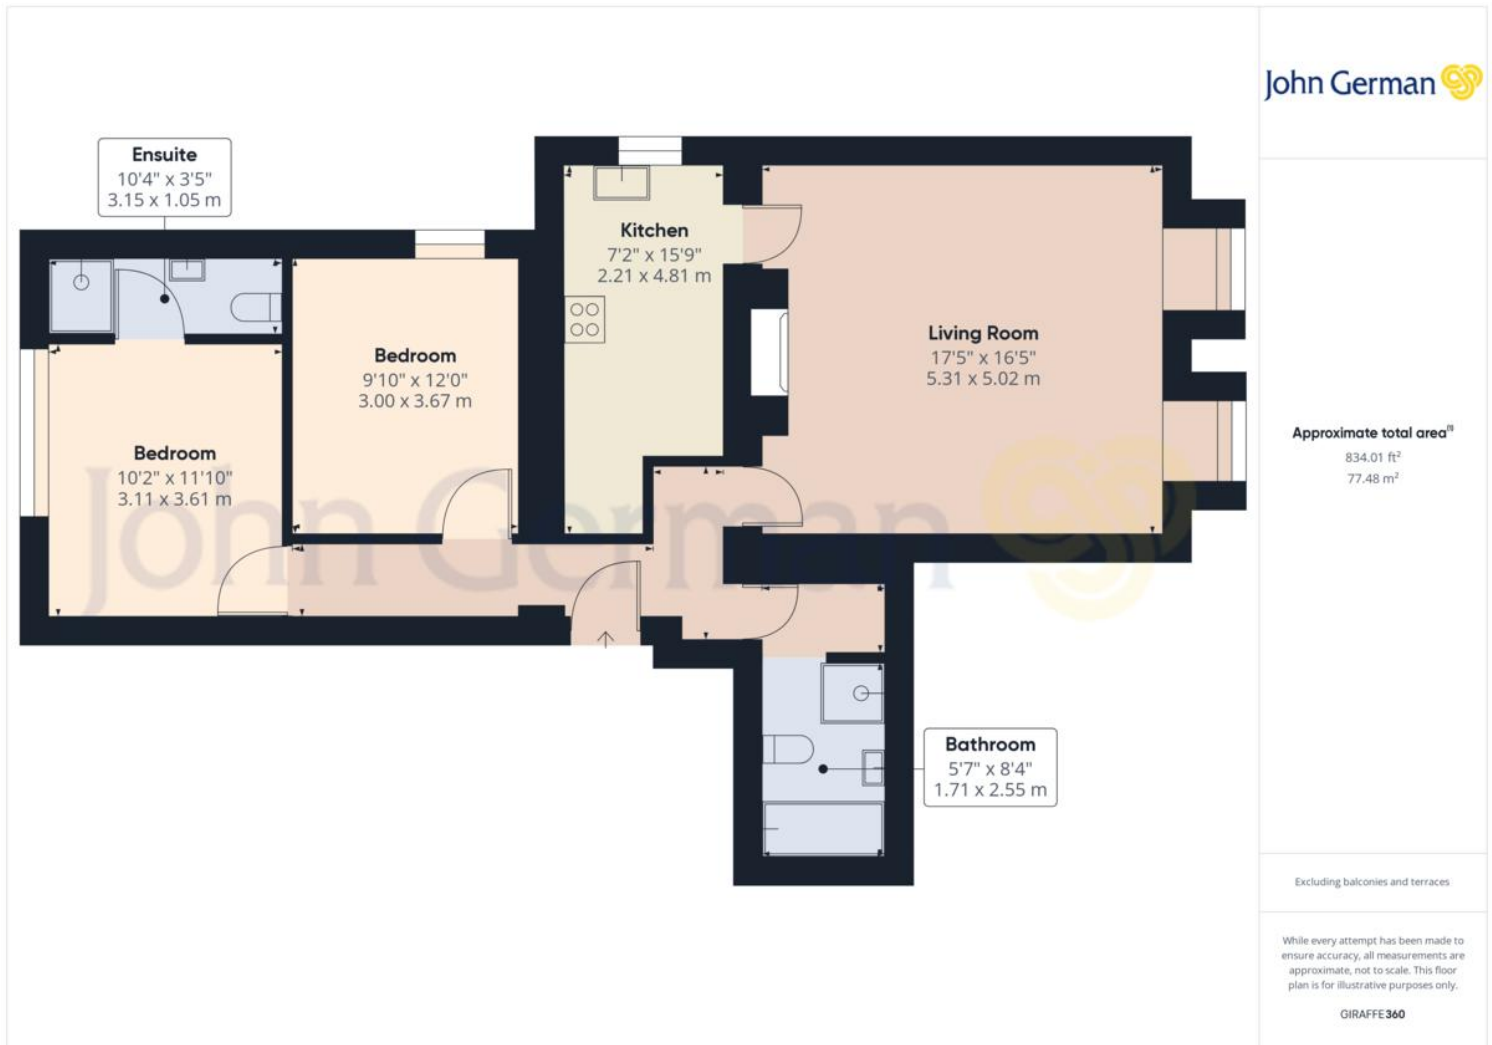 John German
Ensuite
10'4" x 3'5"
3.15 x 1.05 m
Kitchen
7'2" x 15'9"
2.21 x 4.81 m
Living Room
17'5" x 16'5"
5.31 x 5.02 m
Bedroom
9'10" x 12'0"
3.00 x 3.67 m
Bedroom
10'2" x 11'10"
3.11 x 3.61 m
John German
Bathroom
5'7" x 8'4"
1.71 x 2.55 m
Approximate total area⁽¹⁾
834.01 ft²
77.48 m²
Excluding balconies and terraces
While every attempt has been made to
ensure accuracy, all measurements are
approximate, not to scale. This floor
plan is for illustrative purposes only.
GIRAFFE360